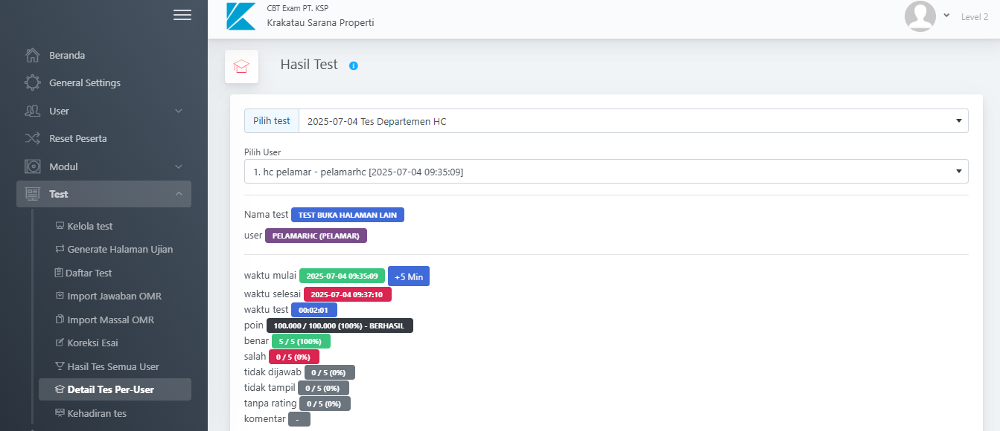 CBT Exam PT. KSP
Krakatau Sarana Properti
Level 2
Beranda
General Settings
User
Reset Peserta
Modul
Test
Kelola test
Generate Halaman Ujian
Daftar Test
Import Jawaban OMR
Import Massal OMR
Koreksi Esai
Hasil Tes Semua User
Detail Tes Per-User
Kehadiran tes
Hasil Test
Pilih test 2025-07-04 Tes Departemen HC
Pilih User
1. hc pelamar - pelamarhc [2025-07-04 09:35:09]
Nama test TEST BUKA HALAMAN LAIN
user PELAMARHC (PELAMAR)
waktu mulai 2025-07-04 09:35:09 +5 Min
waktu selesai 2025-07-04 09:37:10
waktu test 00:02:01
poin 100.000 / 100.000 (100%) - BERHASIL
benar 5 / 5 (100%)
salah 0 / 5 (0%)
tidak dijawab 0 / 5 (0%)
tidak tampil 0 / 5 (0%)
tanpa rating 0 / 5 (0%)
komentar -